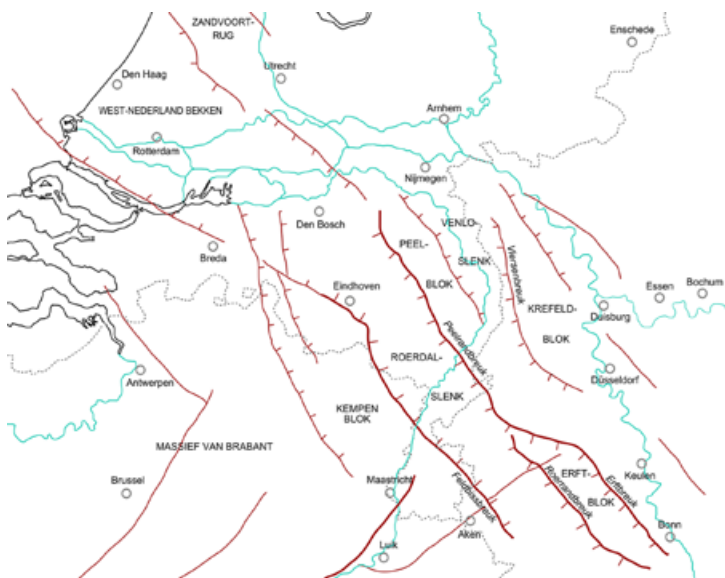 ZANDVOORT-
RUG
Enschede
Utrecht
Den Haag
WEST-NEDERLAND BEKKEN
Arnhem
Rotterdam
Nijmegen
Den Bosch
VENLO-
SLENK
PEEL-
BLOK
Breda
Viersenbreuk
Eindhoven
Essen
Bochum
KREFELD-
BLOK
Duisburg
Peelrandbreuk
ROERDAL-
SLENK
Antwerpen
Düsseldorf
KEMPEN
BLOK
MASSIEF VAN BRABANT
Brussel
Maastricht
Feldbissbreuk
ERFT-
BLOK
Roerrandbreuk
Erftbreuk
Keulen
Aken
Luik
Bonn